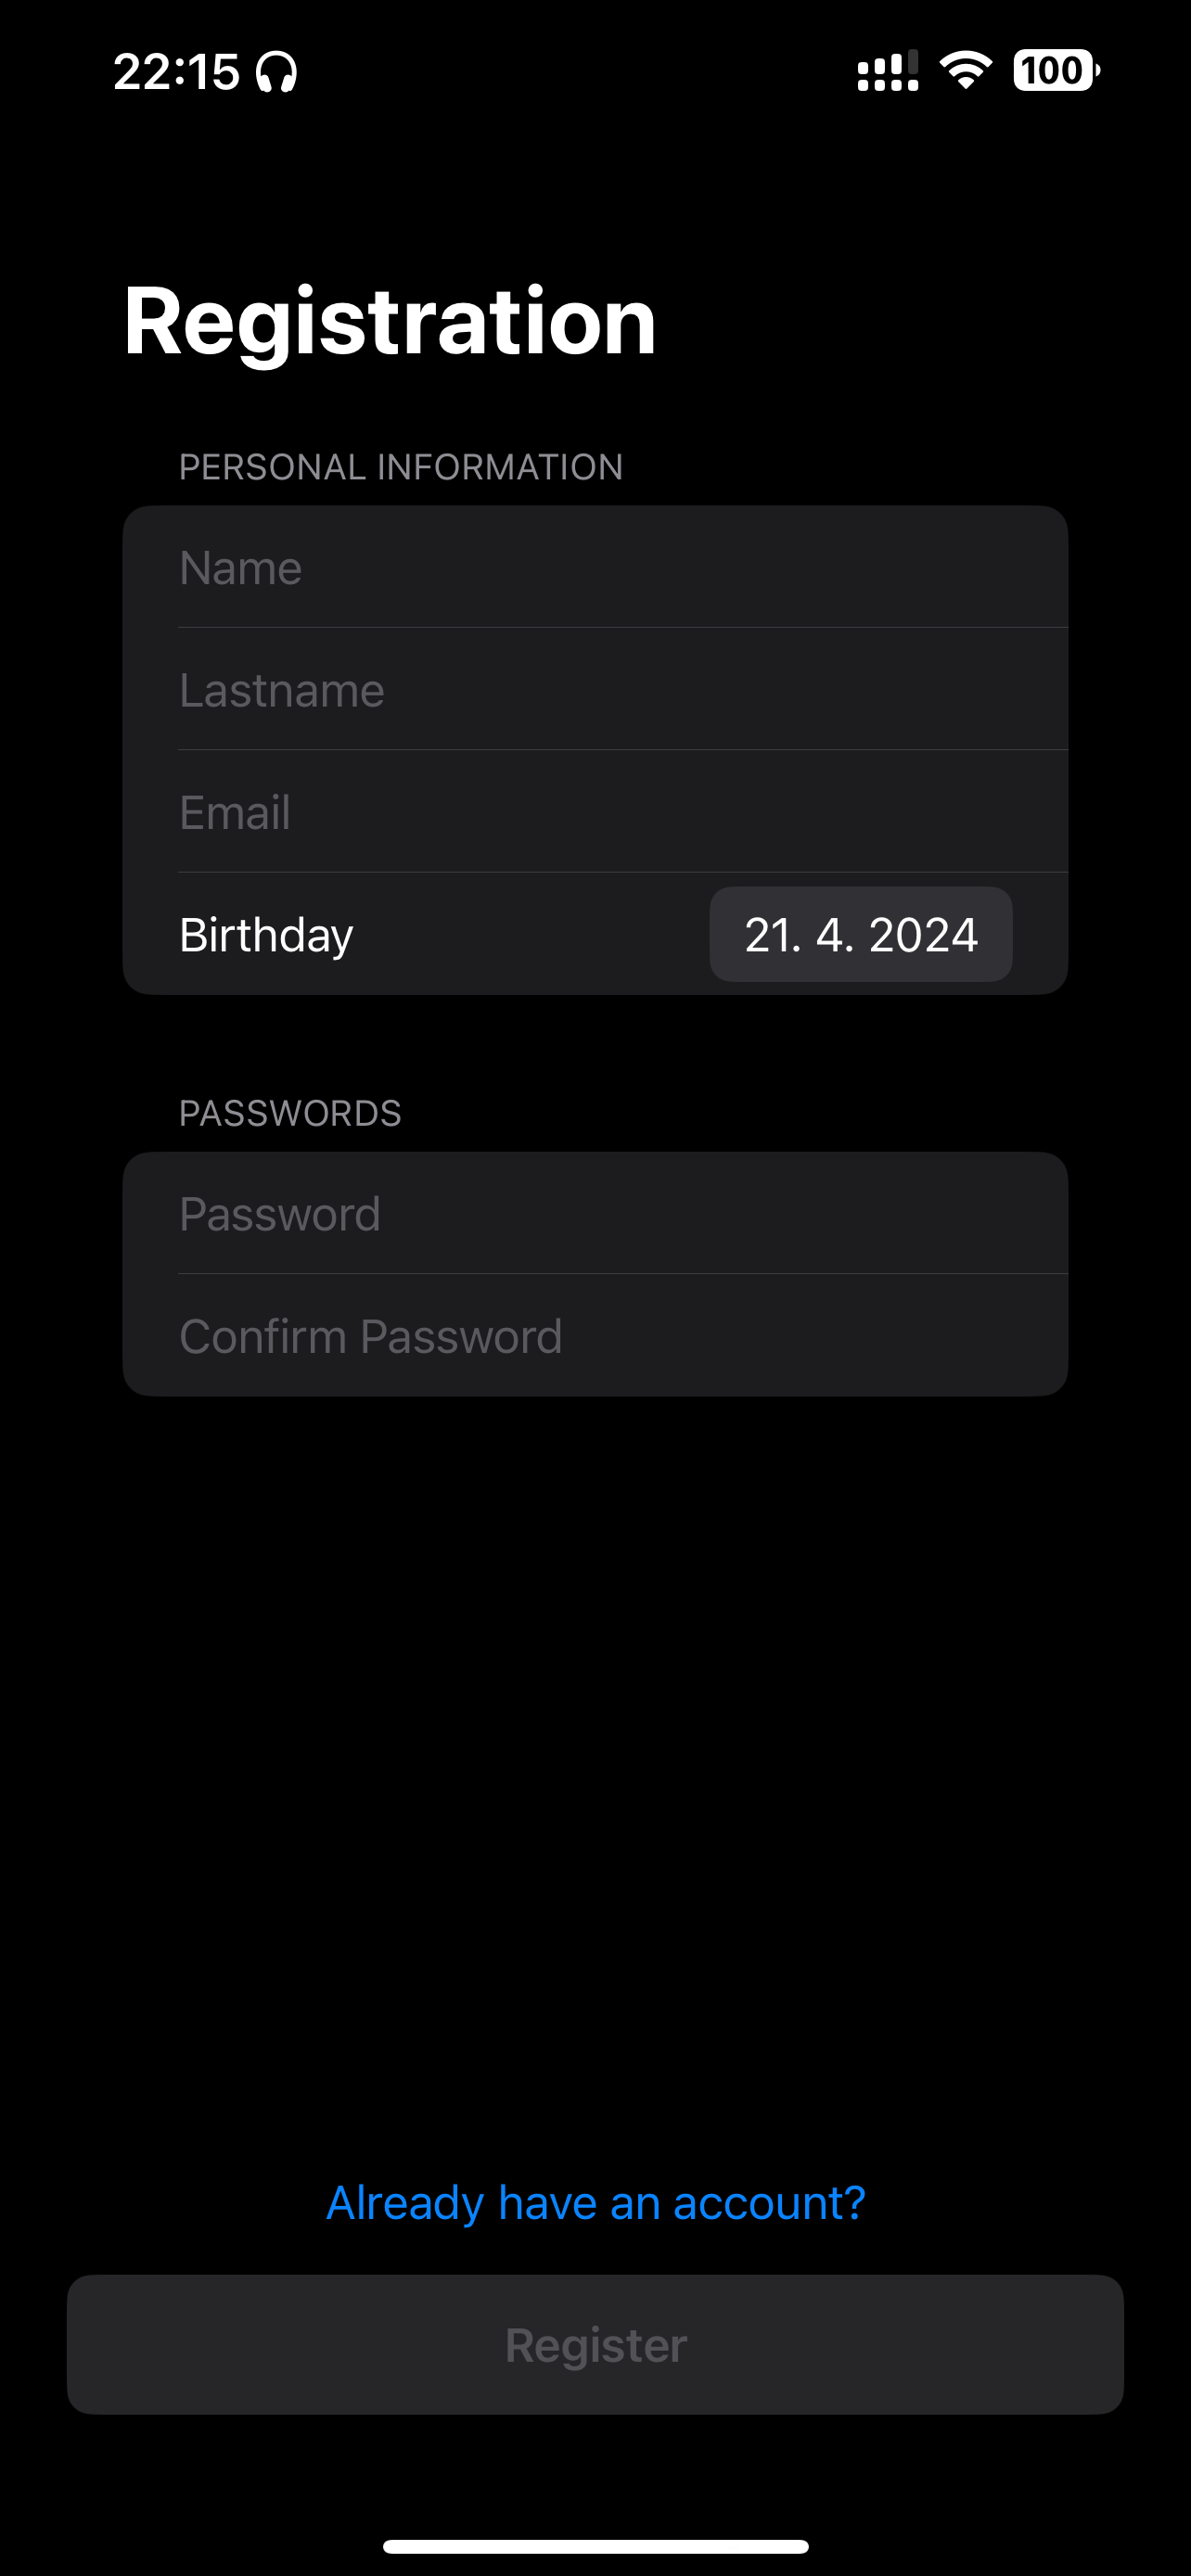 22:15
100
Registration
PERSONAL INFORMATION
Name
Lastname
Email
Birthday 21. 4. 2024
PASSWORDS
Password
Confirm Password
Already have an account?
Register